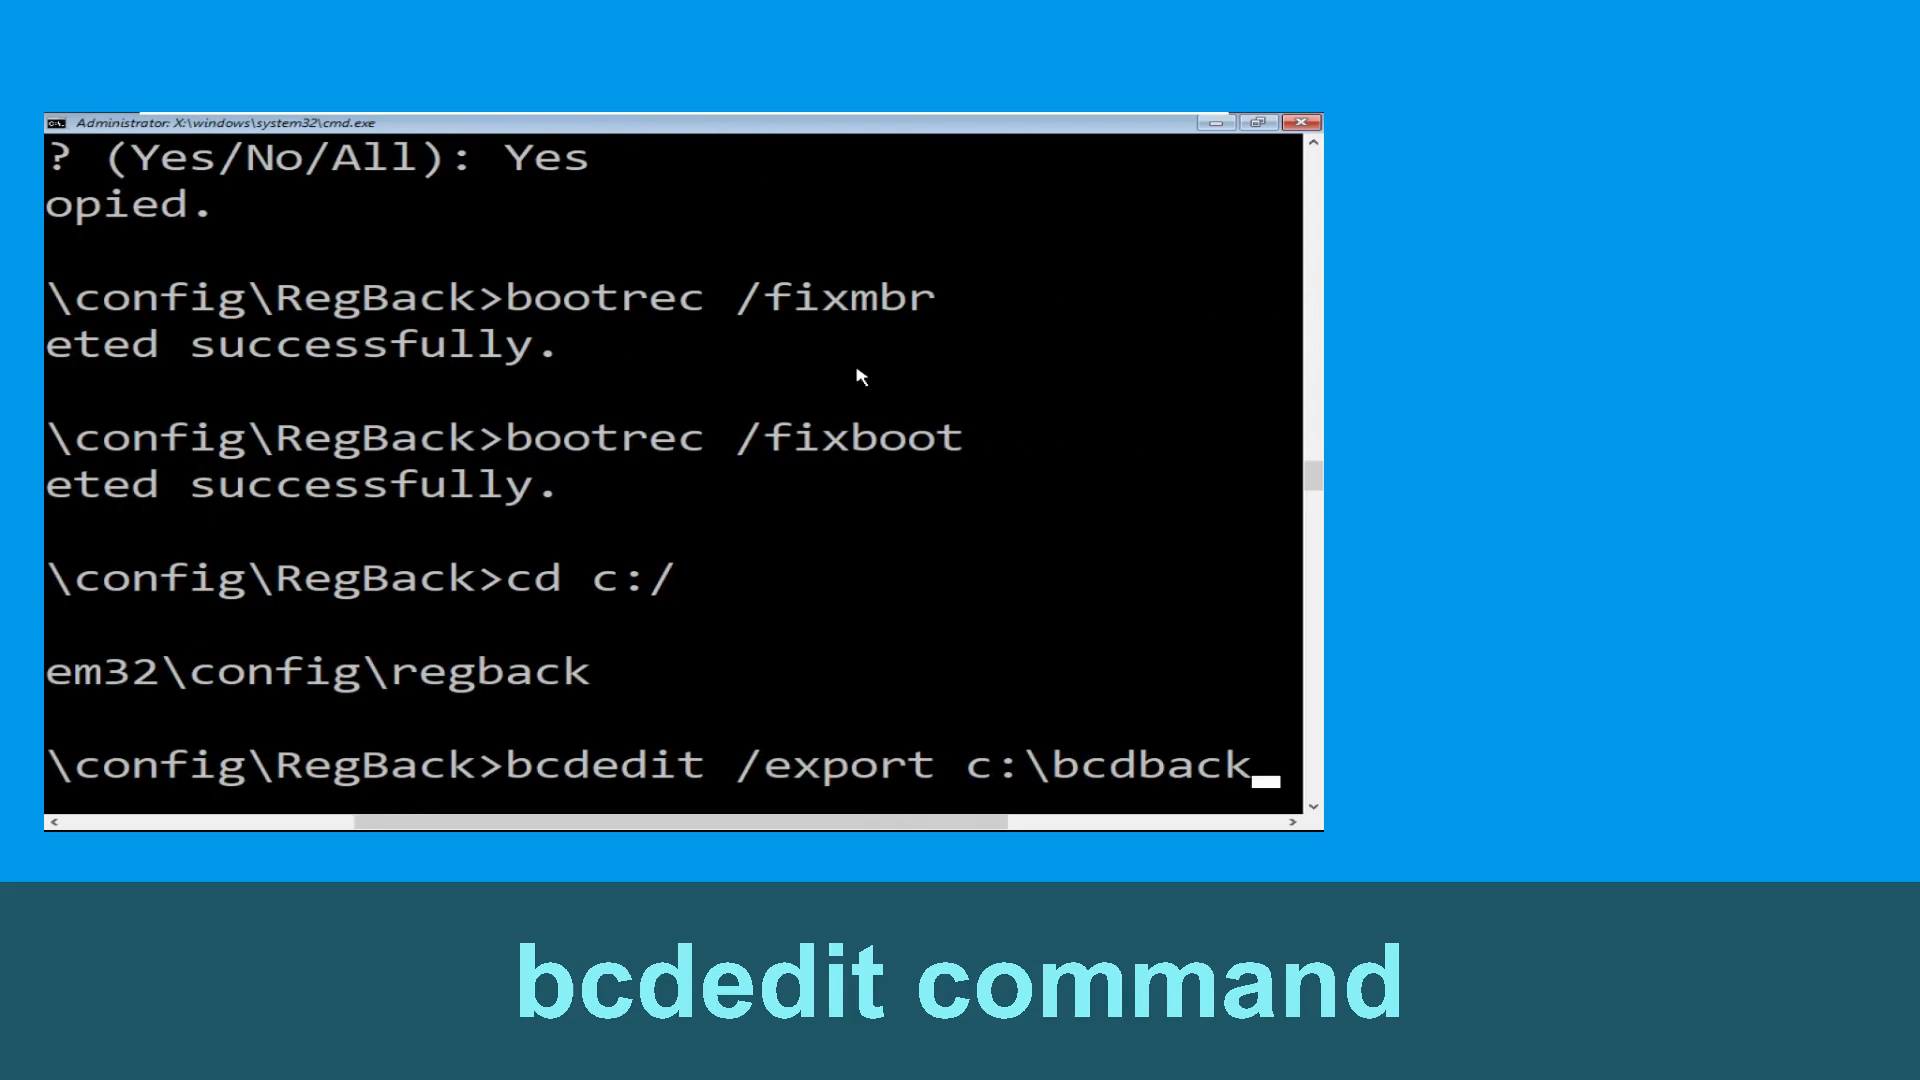 Administrator: X:\windows\system32\cmd.exe
? (Yes/No/All): Yes
opied.
\config\RegBack>bootrec /fixmbr
eted successfully.
\config\RegBack>bootrec /fixboot
eted successfully.
\config\RegBack>cd c:/
em32\config\regback
\config\RegBack>bcdedit /export c:\bcdback
bcdedit command